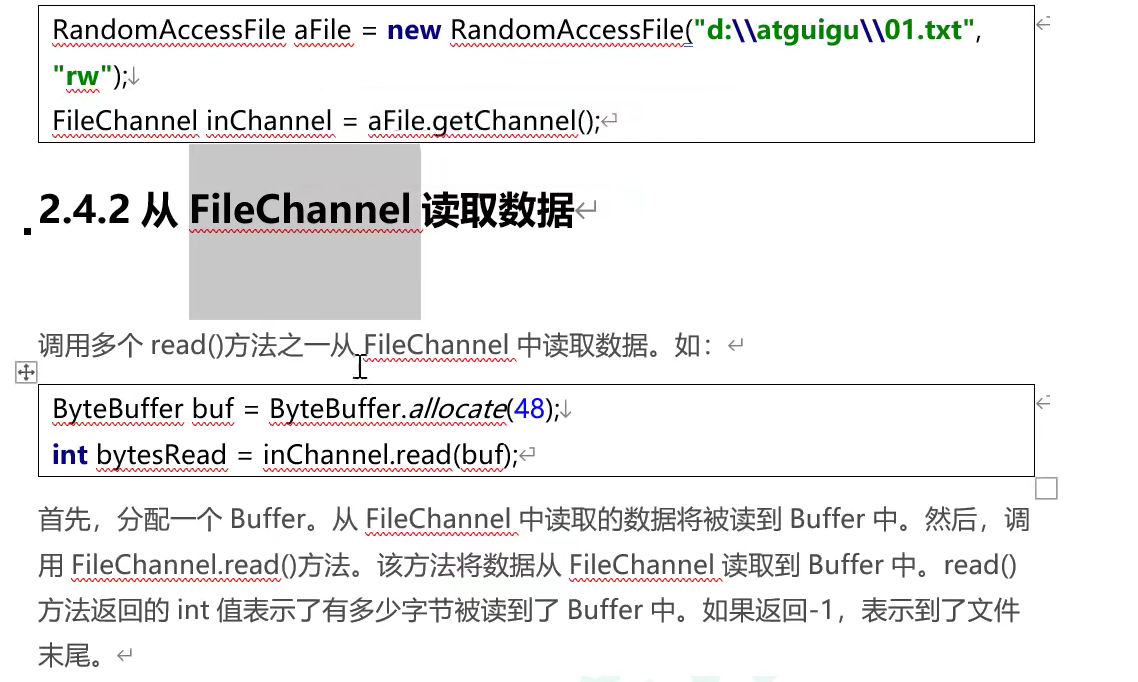 RandomAccessFile aFile = new RandomAccessFile("d:\\atguigu\\01.txt",
"rw");
FileChannel inChannel = aFile.getChannel();
2.4.2 从 FileChannel 读取数据
调用多个 read()方法之一从 FileChannel 中读取数据。如：
ByteBuffer buf = ByteBuffer.allocate(48);
int bytesRead = inChannel.read(buf);
首先，分配一个 Buffer。从 FileChannel 中读取的数据将被读到 Buffer 中。然后，调
用 FileChannel.read()方法。该方法将数据从 FileChannel 读取到 Buffer 中。read()
方法返回的 int 值表示了有多少字节被读到了 Buffer 中。如果返回-1，表示到了文件
末尾。